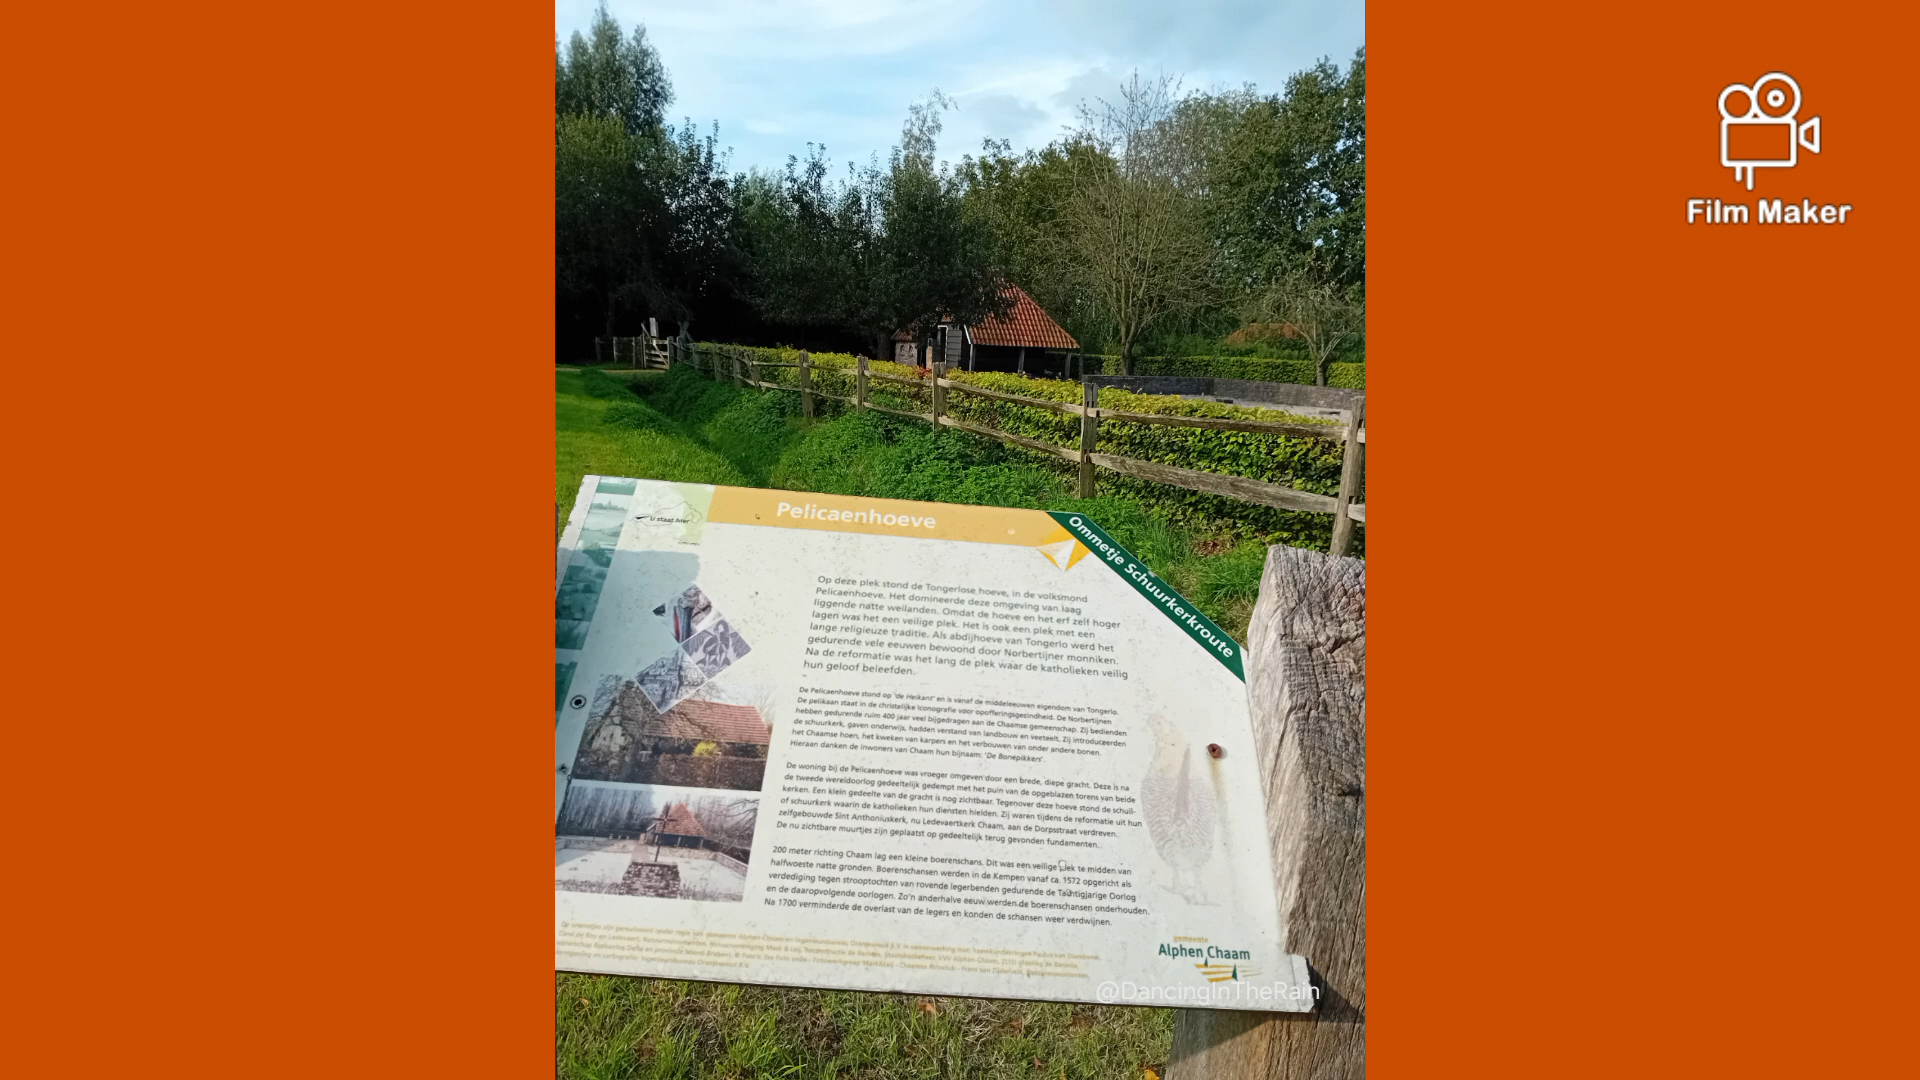 Film Maker
U staat hier
Pelicaenhoeve
Ommetje Schuurkerkroute
Op deze plek stond de Tongerlose hoeve, in de volksmond
Pelicaenhoeve. Het domineerde deze omgeving van laag
liggende natte weilanden. Omdat de hoeve en het erf zelf hoger
lagen was het een veilige plek. Het is ook een plek met een
lange religieuze traditie. Als abdijhoeve van Tongerlo werd het
gedurende vele eeuwen bewoond door Norbertijner monniken.
Na de reformatie was het lang de plek waar de katholieken veilig
hun geloof beleefden.
De Pelicaenhoeve stond op 'de Heikant' en is vanaf de middeleeuwen eigendom van Tongerlo.
De pelikaan staat in de christelijke iconografie voor opofferingsgezindheid. De Norbertijnen
hebben gedurende ruim 400 jaar veel bijgedragen aan de Chaamse gemeenschap. Zij bedienden
de schuurkerk, gaven onderwijs, hadden verstand van landbouw en veeteelt. Zij introduceerden
het Chaamse hoen, het kweken van karpers en het verbouwen van onder andere bonen.
Hieraan danken de inwoners van Chaam hun bijnaam: 'De Bonepikkers'.
De woning bij de Pelicaenhoeve was vroeger omgeven door een brede, diepe gracht. Deze is na
de tweede wereldoorlog gedeeltelijk gedempt met het puin van de opgeblazen torens van beide
kerken. Een klein gedeelte van de gracht is nog zichtbaar. Tegenover deze hoeve stond de schuil-
of schuurkerk waarin de katholieken hun diensten hielden. Zij waren tijdens de reformatie uit hun
zelfgebouwde Sint Anthoniuskerk, nu Ledevaertkerk Chaam, aan de Dorpsstraat verdreven.
De nu zichtbare muurtjes zijn geplaatst op gedeeltelijk terug gevonden fundamenten.
200 meter richting Chaam lag een kleine boerenschans. Dit was een veilige plek te midden van
halfwoeste natte gronden. Boerenschansen werden in de Kempen vanaf ca. 1572 opgericht als
verdediging tegen strooptochten van rovende legerbenden gedurende de Tachtigjarige Oorlog
en de daaropvolgende oorlogen. Zo'n anderhalve eeuw werden de boerenschansen onderhouden.
Na 1700 verminderde de overlast van de legers en konden de schansen weer verdwijnen.
gemeente
Alphen Chaam
@DancingInTheRain